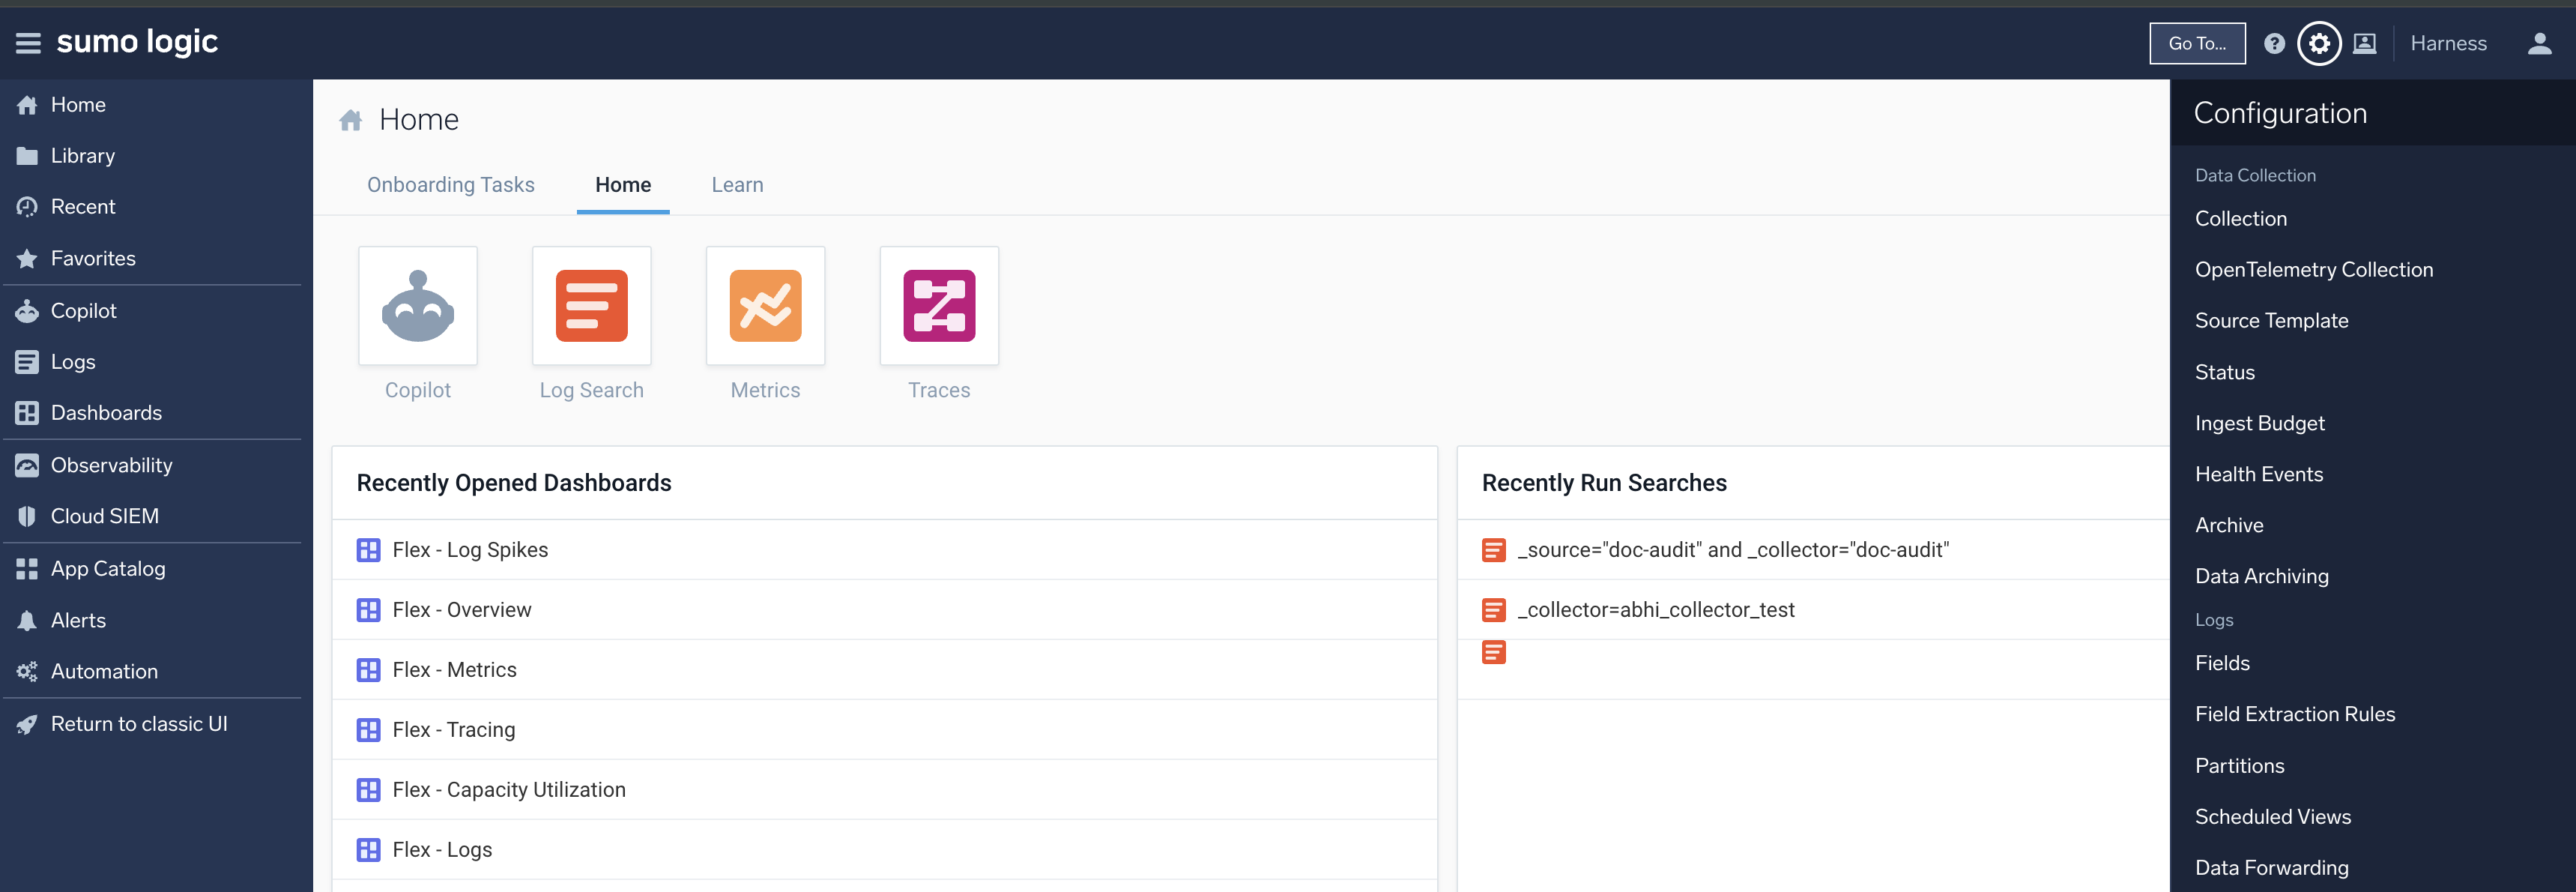 sumo logic
Go To...
Harness
Home
Library
Recent
Favorites
Copilot
Logs
Dashboards
Observability
Cloud SIEM
App Catalog
Alerts
Automation
Return to classic UI
Home
Onboarding Tasks
Home
Learn
Copilot
Log Search
Metrics
Traces
Recently Opened Dashboards
Flex - Log Spikes
Flex - Overview
Flex - Metrics
Flex - Tracing
Flex - Capacity Utilization
Flex - Logs
Recently Run Searches
_source="doc-audit" and _collector="doc-audit"
_collector=abhi_collector_test
Configuration
Data Collection
Collection
OpenTelemetry Collection
Source Template
Status
Ingest Budget
Health Events
Archive
Data Archiving
Logs
Fields
Field Extraction Rules
Partitions
Scheduled Views
Data Forwarding